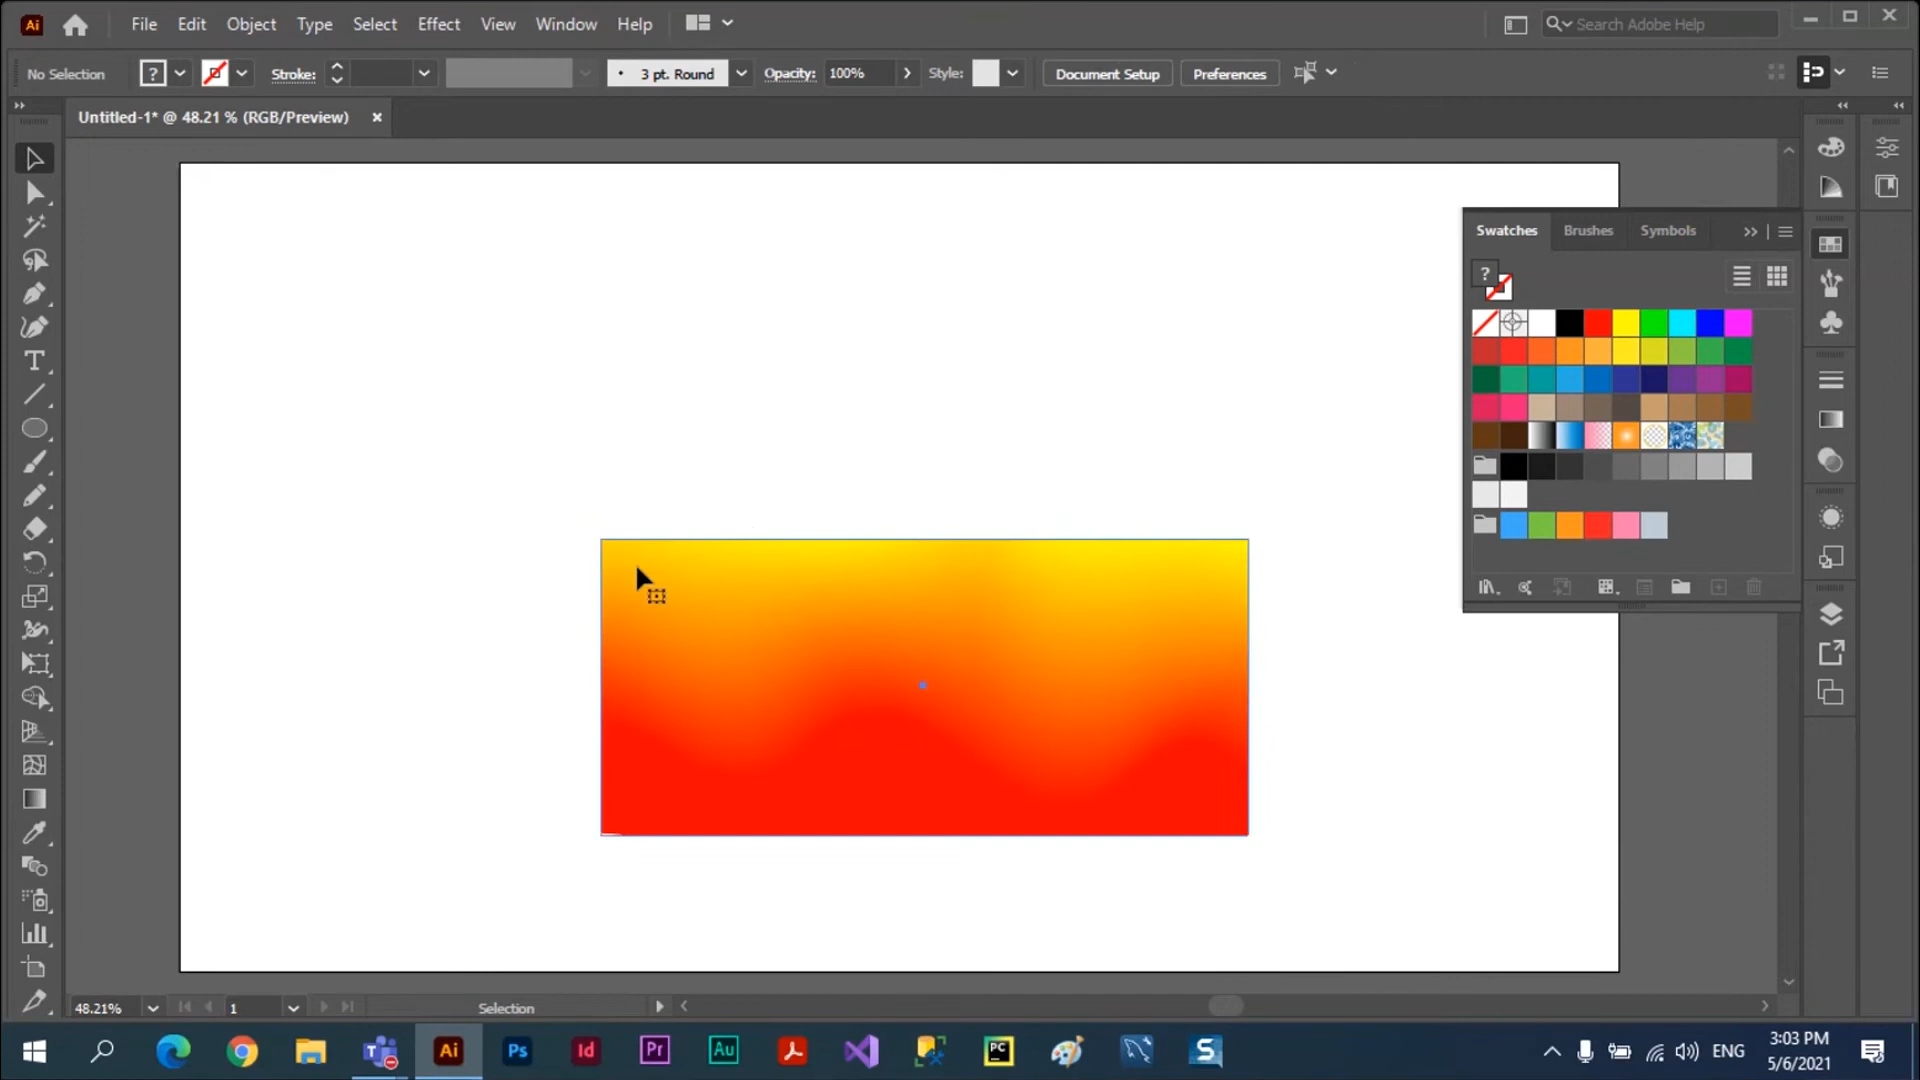 Ai File Edit Object Type Select Effect View Window Help Search Adobe Help
No Selection ? Stroke: 3 pt. Round Opacity: 100% Style: Document Setup Preferences
Untitled-1* @ 48.21 % (RGB/Preview) ×
Swatches Brushes Symbols
?
T
48.21% 1 Selection
Ai Ps Id Pr Au PC S ENG 3:03 PM
5/6/2021